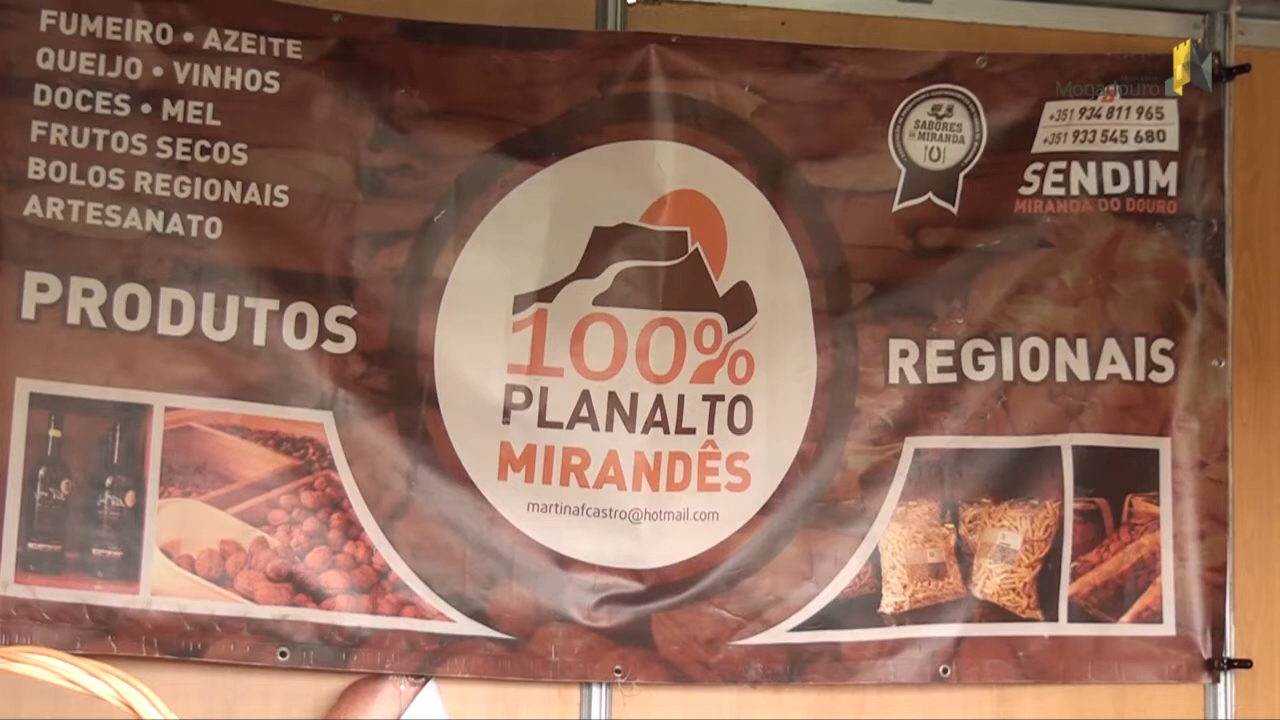 FUMEIRO • AZEITE
QUEIJO • VINHOS
DOCES • MEL
FRUTOS SECOS
BOLOS REGIONAIS
ARTESANATO
PRODUTOS
100%
PLANALTO
MIRANDÊS
martinafcastro@hotmail.com
SABORES
DE MIRANDA
Mogadouro
+351 934 811 965
+351 933 545 680
SENDIM
MIRANDA DO DOURO
REGIONAIS